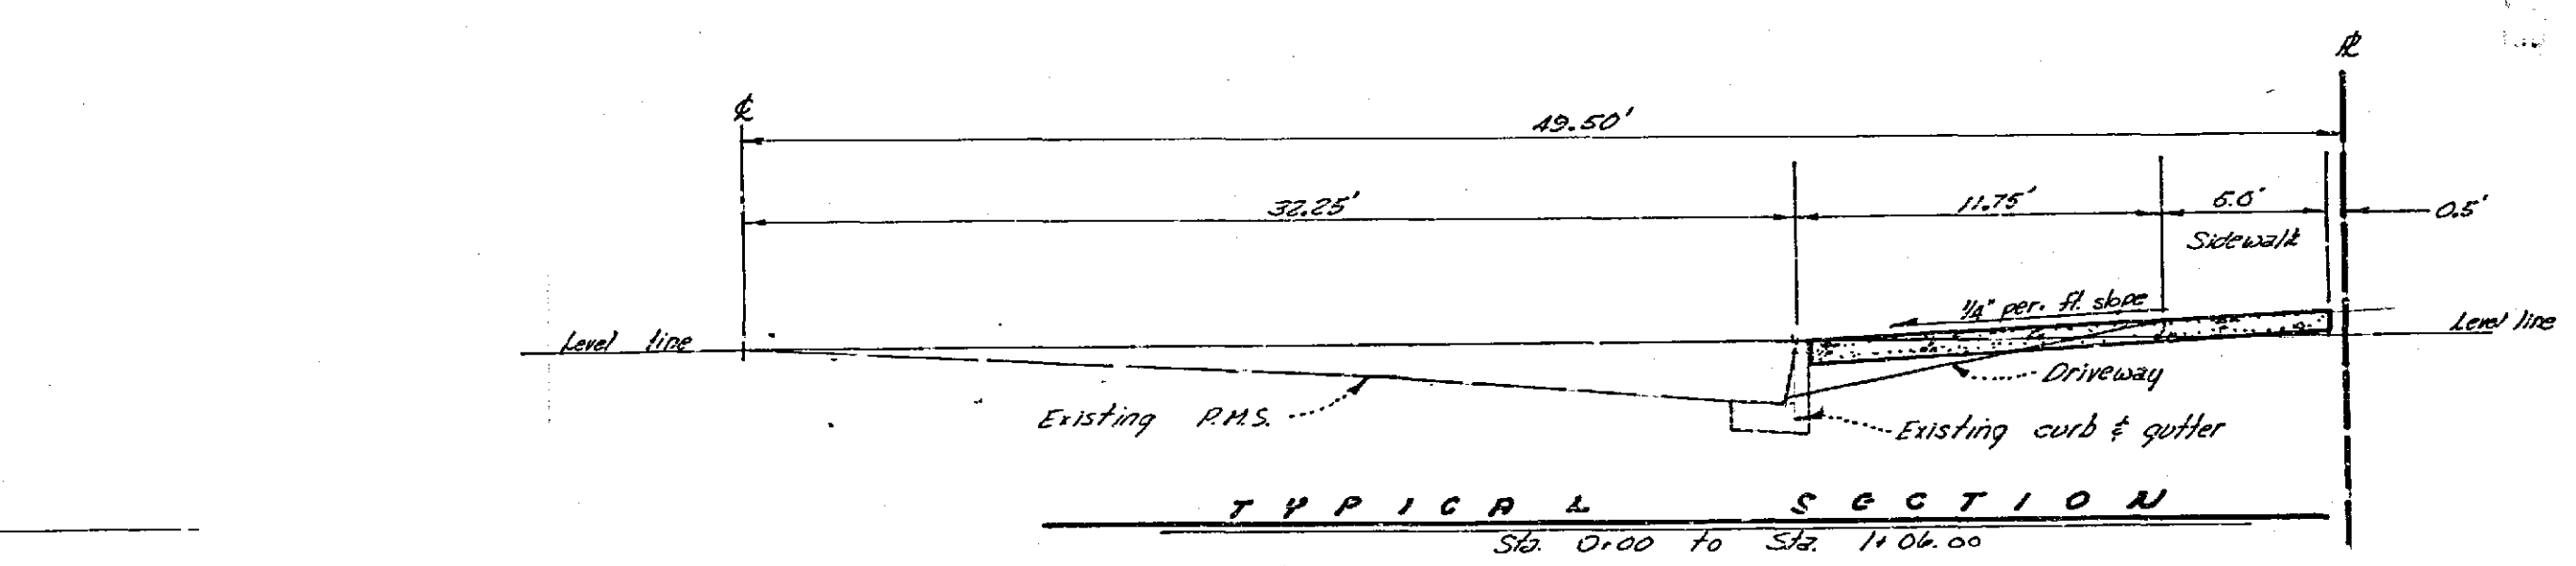 ℄
49.50'
32.25'
11.75'
5.0'
0.5'
Sidewalk
1/4" per. ft. slope
Level line
Level line
Driveway
Existing P.M.S.
Existing curb & gutter
TYPICAL SECTION
Sta. 0+00 to Sta. 1+06.00